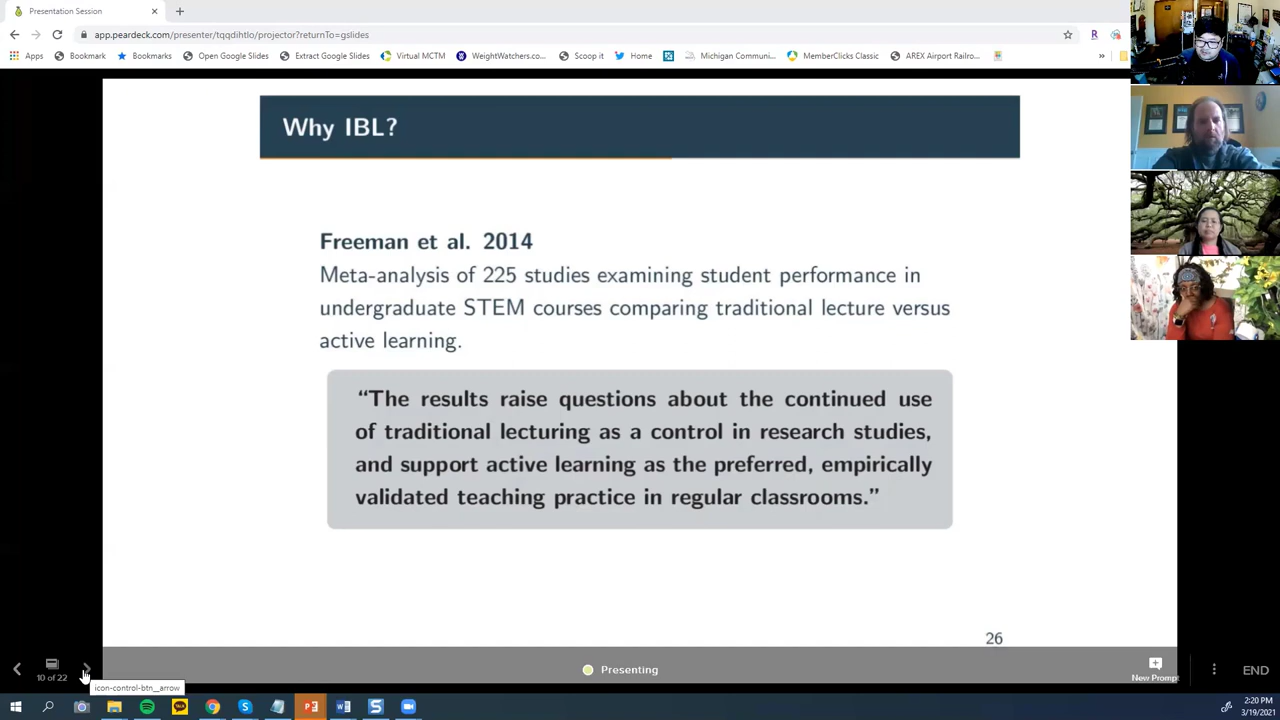 Presentation Session
app.peardeck.com/presenter/tqqdihtlo/projector?returnTo=gslides
Apps
Bookmark
Bookmarks
Open Google Slides
Extract Google Slides
Virtual MCTM
WeightWatchers.co...
Scoop it
Home
Michigan Communi...
MemberClicks Classic
AREX Airport Railro...
»
Why IBL?
Freeman et al. 2014
Meta-analysis of 225 studies examining student performance in
undergraduate STEM courses comparing traditional lecture versus
active learning.
“The results raise questions about the continued use
of traditional lecturing as a control in research studies,
and support active learning as the preferred, empirically
validated teaching practice in regular classrooms.”
26
10 of 22
Presenting
New Prompt
END
icon-control-btn__arrow
2:20 PM
3/19/2021